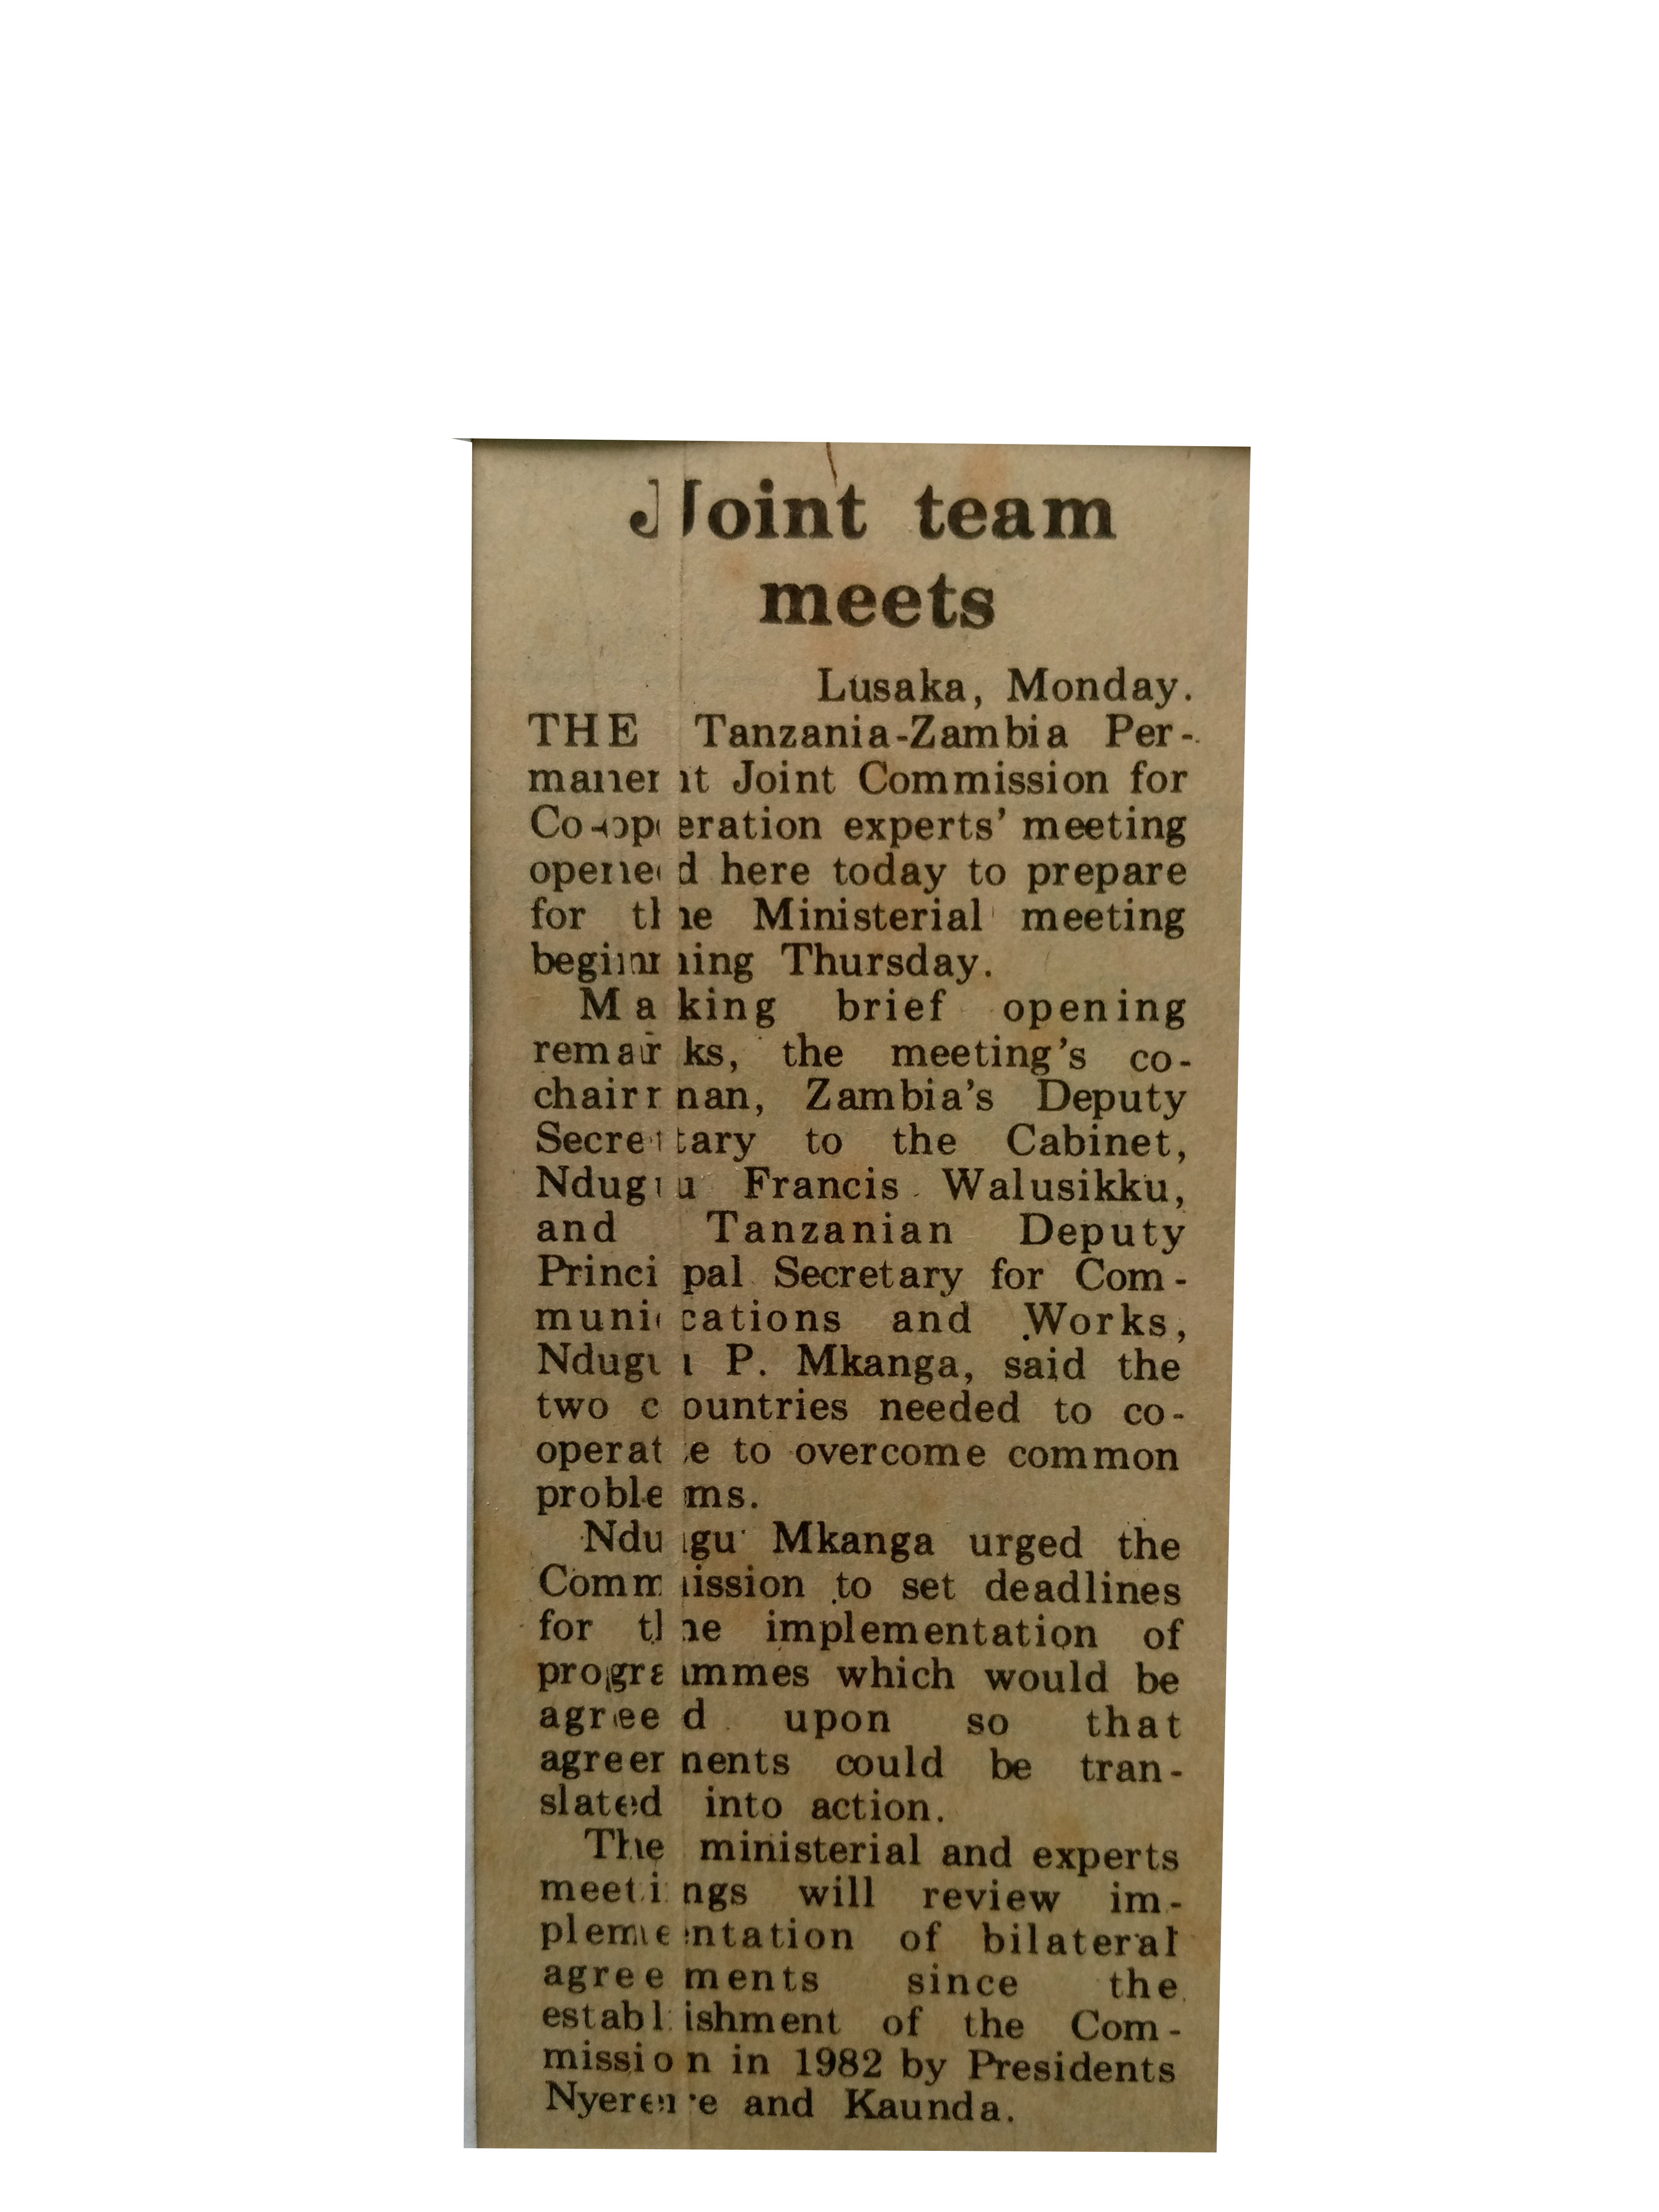 Joint team
meets
Lusaka, Monday.
THE Tanzania-Zambia Per-
manent Joint Commission for
Co-operation experts' meeting
opened here today to prepare
for the Ministerial meeting
beginning Thursday.
Making brief opening
remarks, the meeting's co-
chairman, Zambia's Deputy
Secretary to the Cabinet,
Ndugu Francis Walusikku,
and Tanzanian Deputy
Principal Secretary for Com-
munications and Works,
Ndugu P. Mkanga, said the
two countries needed to co-
operate to overcome common
problems.
Ndugu Mkanga urged the
Commission to set deadlines
for the implementation of
programmes which would be
agreed upon so that
agreements could be tran-
slated into action.
The ministerial and experts
meetings will review im-
plementation of bilateral
agreements since the
establishment of the Com-
mission in 1982 by Presidents
Nyerere and Kaunda.